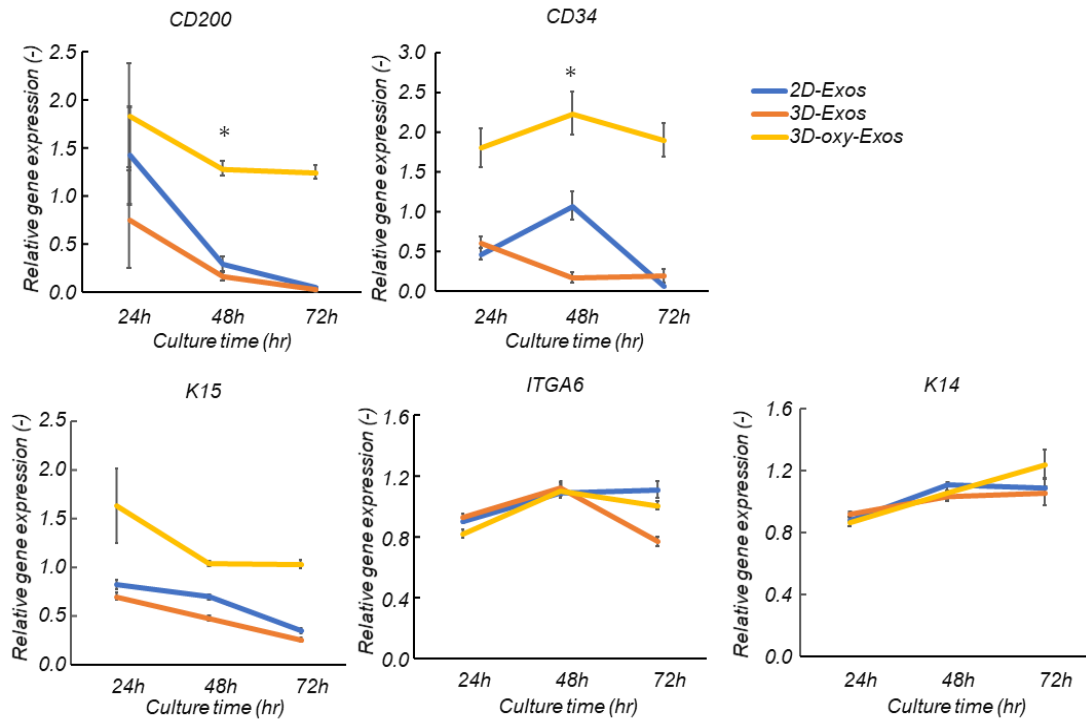 CD200
Relative gene expression (-)
2.5
2.0
1.5
1.0
0.5
0.0
*
24h 48h 72h
Culture time (hr)
CD34
Relative gene expression (-)
3.0
2.5
2.0
1.5
1.0
0.5
0.0
*
24h 48h 72h
Culture time (hr)
2D-Exos
3D-Exos
3D-oxy-Exos
K15
Relative gene expression (-)
2.5
2.0
1.5
1.0
0.5
0.0
24h 48h 72h
Culture time (hr)
ITGA6
Relative gene expression (-)
1.6
1.2
0.8
0.4
0.0
24h 48h 72h
Culture time (hr)
K14
Relative gene expression (-)
1.6
1.2
0.8
0.4
0.0
24h 48h 72h
Culture time (hr)